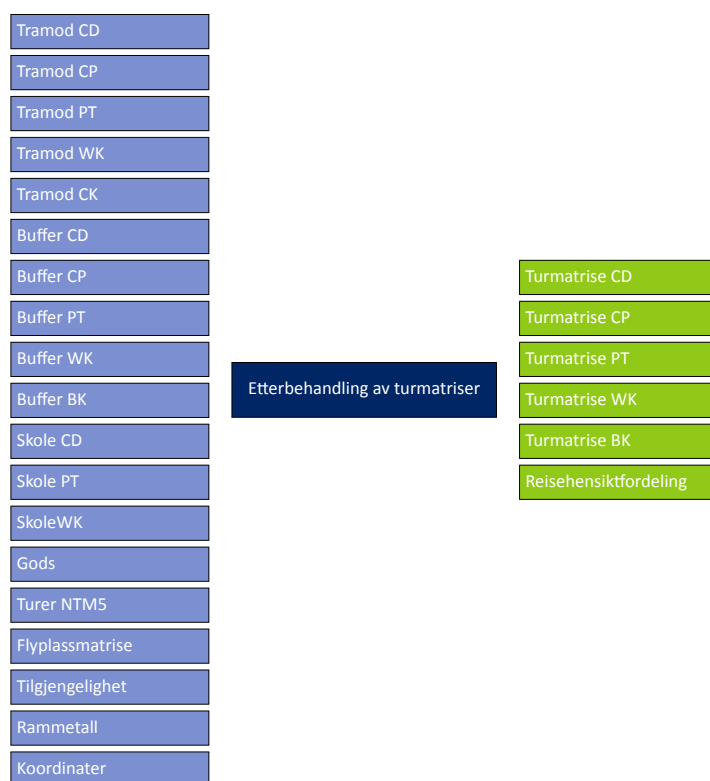 Tramod CD
Tramod CP
Tramod PT
Tramod WK
Tramod CK
Buffer CD
Buffer CP
Buffer PT
Buffer WK
Buffer BK
Skole CD
Skole PT
SkoleWK
Gods
Turer NTM5
Flyplassmatrise
Tilgjengelighet
Rammetall
Koordinater
Etterbehandling av turmatriser
Turmatrise CD
Turmatrise CP
Turmatrise PT
Turmatrise WK
Turmatrise BK
Reisehensiktfordeling